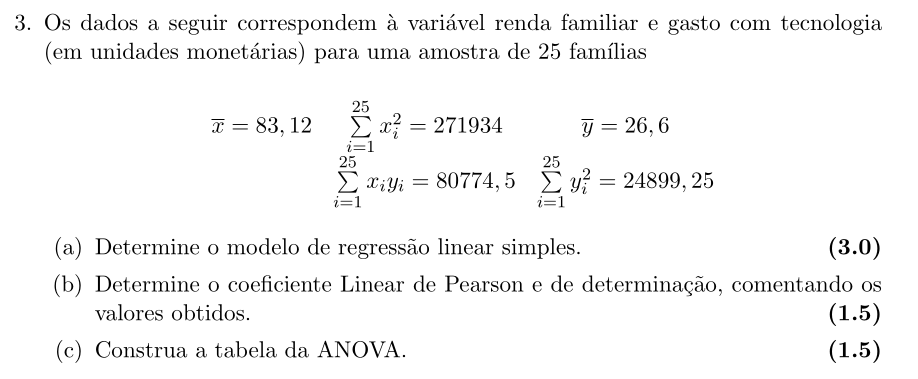 3. Os dados a seguir correspondem à variável renda familiar e gasto com tecnologia
(em unidades monetárias) para uma amostra de 25 famílias
x̅ = 83, 12   ∑_{i=1}^{25} x_i^2 = 271934   y̅ = 26, 6
∑_{i=1}^{25} x_i y_i = 80774, 5   ∑_{i=1}^{25} y_i^2 = 24899, 25
(a) Determine o modelo de regressão linear simples. (3.0)
(b) Determine o coeficiente Linear de Pearson e de determinação, comentando os
valores obtidos. (1.5)
(c) Construa a tabela da ANOVA. (1.5)